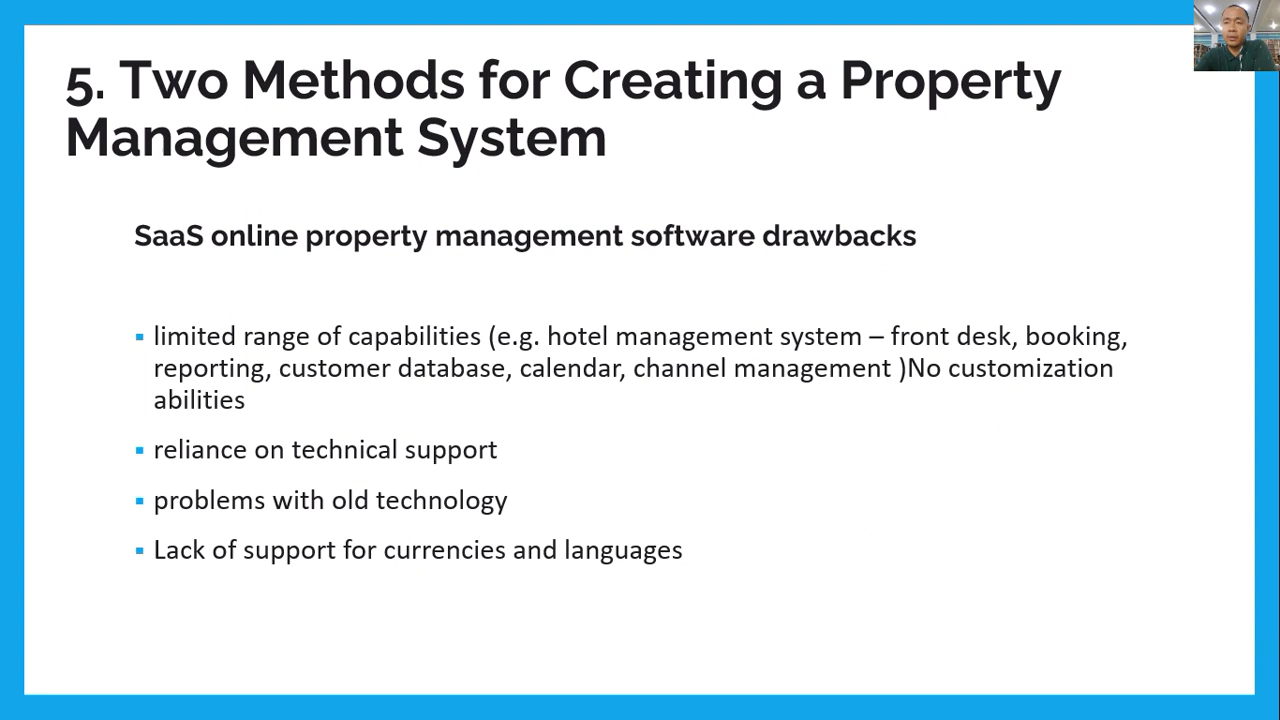 5. Two Methods for Creating a Property
Management System
SaaS online property management software drawbacks
▪ limited range of capabilities (e.g. hotel management system – front desk, booking,
reporting, customer database, calendar, channel management )No customization
abilities
▪ reliance on technical support
▪ problems with old technology
▪ Lack of support for currencies and languages